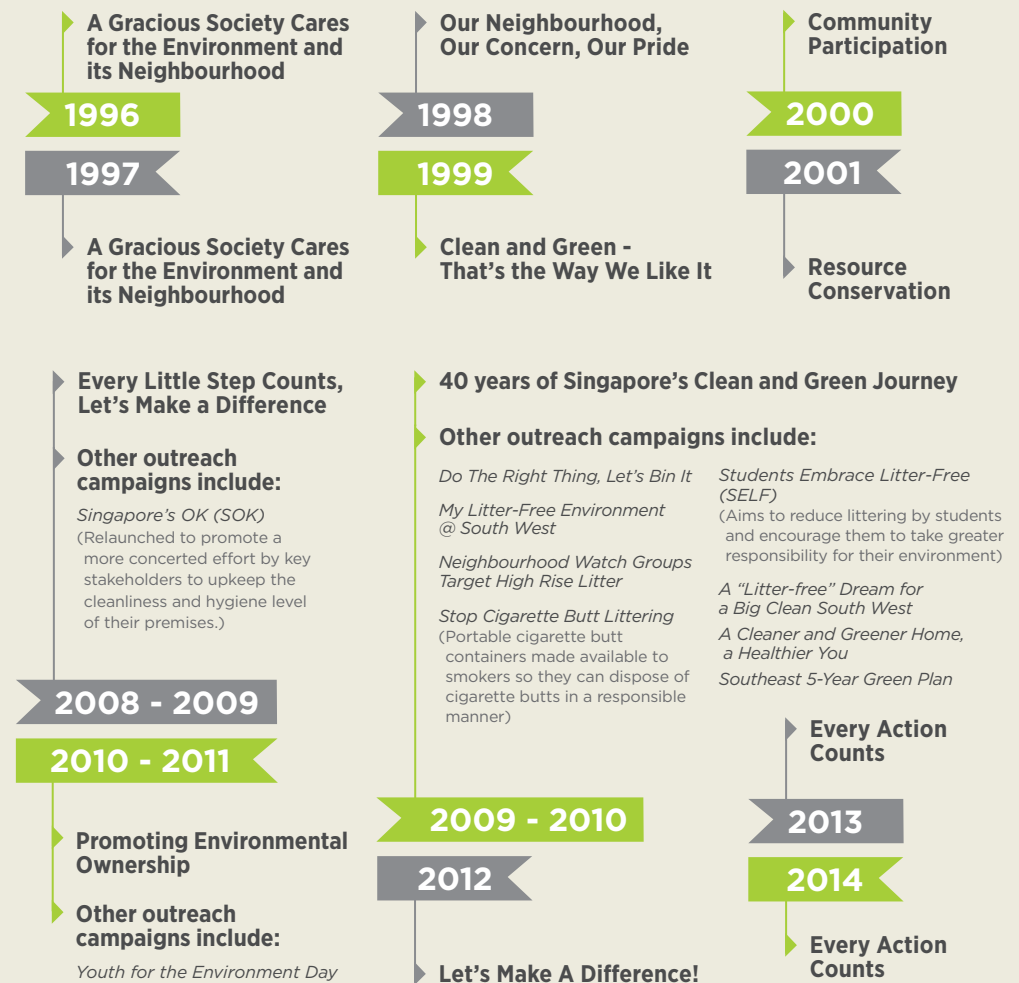 A Gracious Society Cares
for the Environment and
its Neighbourhood
1996
1997
A Gracious Society Cares
for the Environment and
its Neighbourhood
Our Neighbourhood,
Our Concern, Our Pride
1998
1999
Clean and Green -
That's the Way We Like It
Community
Participation
2000
2001
Resource
Conservation
Every Little Step Counts,
Let's Make a Difference
Other outreach
campaigns include:
Singapore's OK (SOK)
(Relaunched to promote a
more concerted effort by key
stakeholders to upkeep the
cleanliness and hygiene level
of their premises.)
2008 - 2009
2010 - 2011
Promoting Environmental
Ownership
Other outreach
campaigns include:
Youth for the Environment Day
40 years of Singapore's Clean and Green Journey
Other outreach campaigns include:
Do The Right Thing, Let's Bin It
My Litter-Free Environment
@ South West
Neighbourhood Watch Groups
Target High Rise Litter
Stop Cigarette Butt Littering
(Portable cigarette butt
containers made available to
smokers so they can dispose of
cigarette butts in a responsible
manner)
Students Embrace Litter-Free
(SELF)
(Aims to reduce littering by students
and encourage them to take greater
responsibility for their environment)
A "Litter-free" Dream for
a Big Clean South West
A Cleaner and Greener Home,
a Healthier You
Southeast 5-Year Green Plan
2009 - 2010
2012
Let's Make A Difference!
Every Action
Counts
2013
2014
Every Action
Counts